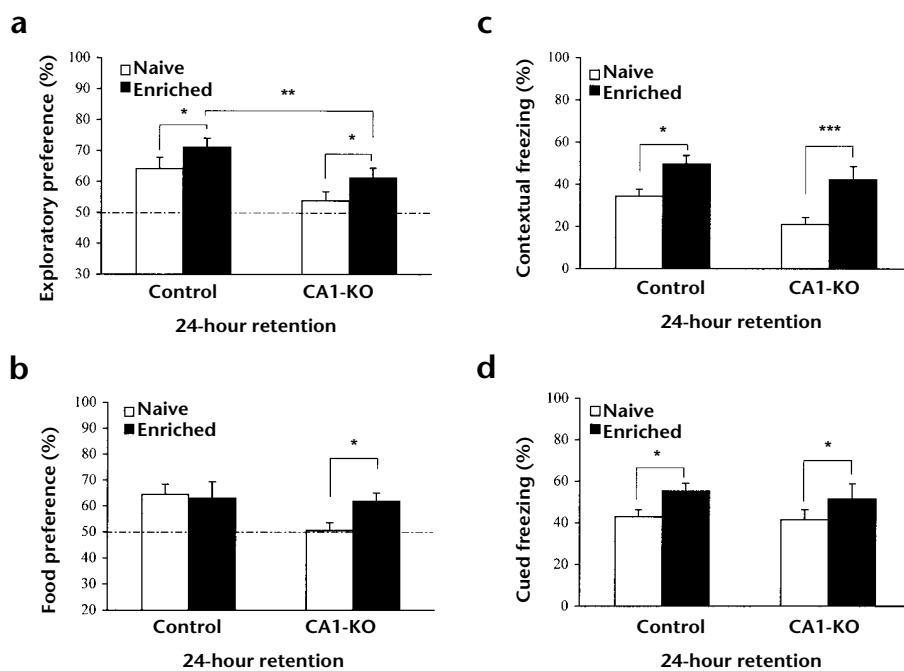 a
Exploratory preference (%)
100
90
80
70
60
50
40
30
Naive
Enriched
*
**
*
Control
CA1-KO
24-hour retention
b
Food preference (%)
100
90
80
70
60
50
40
30
20
Naive
Enriched
*
Control
CA1-KO
24-hour retention
c
Contextual freezing (%)
100
80
60
40
20
0
Naive
Enriched
*
***
Control
CA1-KO
24-hour retention
d
Cued freezing (%)
100
80
60
40
20
0
Naive
Enriched
*
*
Control
CA1-KO
24-hour retention